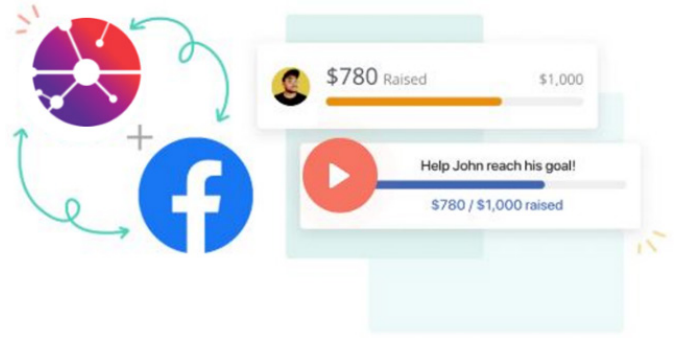 $780 Raised $1,000
Help John reach his goal!
$780 / $1,000 raised